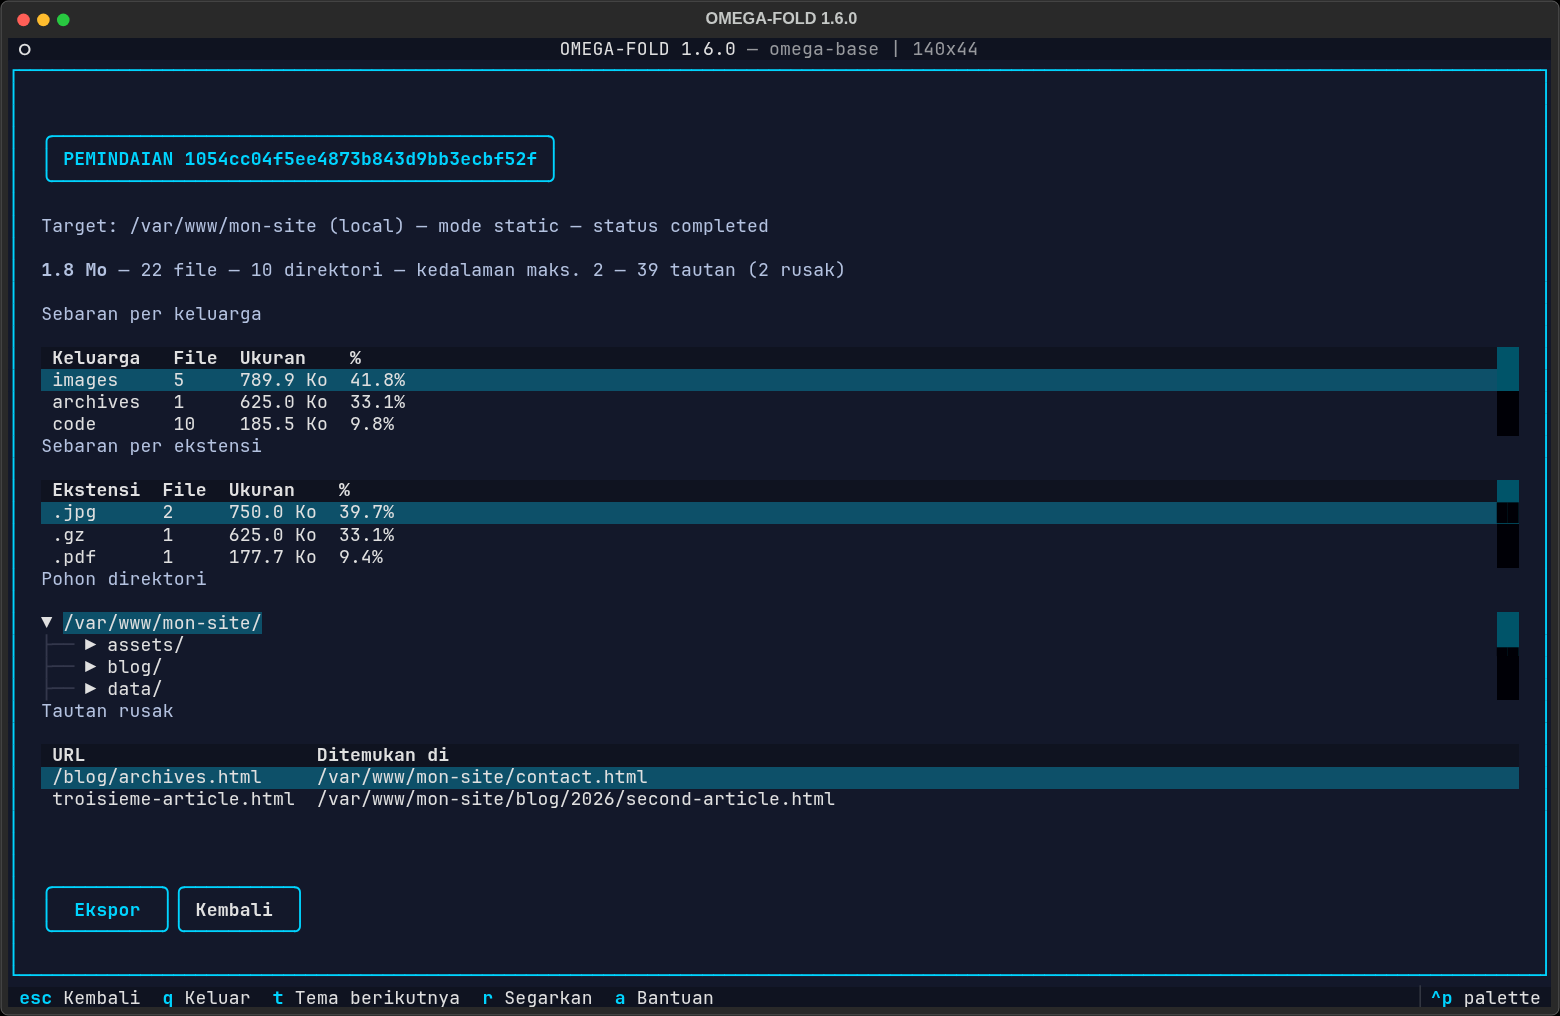 OMEGA-FOLD 1.6.0
OMEGA-FOLD 1.6.0 — omega-base | 140x44
PEMINDAIAN 1054cc04f5ee4873b843d9bb3ecbf52f
Target: /var/www/mon-site (local) — mode static — status completed
1.8 Mo — 22 file — 10 direktori — kedalaman maks. 2 — 39 tautan (2 rusak)
Sebaran per keluarga
Keluarga File Ukuran %
images 5 789.9 Ko 41.8%
archives 1 625.0 Ko 33.1%
code 10 185.5 Ko 9.8%
Sebaran per ekstensi
Ekstensi File Ukuran %
.jpg 2 750.0 Ko 39.7%
.gz 1 625.0 Ko 33.1%
.pdf 1 177.7 Ko 9.4%
Pohon direktori
▼ /var/www/mon-site/
▶ assets/
▶ blog/
▶ data/
Tautan rusak
URL Ditemukan di
/blog/archives.html /var/www/mon-site/contact.html
troisieme-article.html /var/www/mon-site/blog/2026/second-article.html
Ekspor Kembali
esc Kembali q Keluar t Tema berikutnya r Segarkan a Bantuan ^p palette